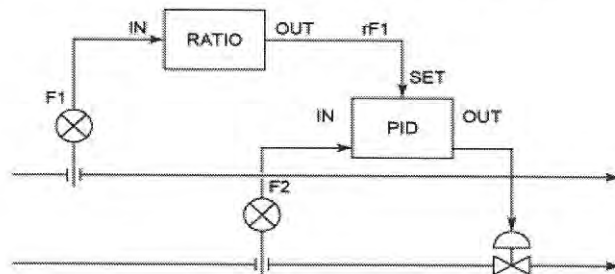 IN
RATIO
OUT
rF1
SET
F1
IN
PID
OUT
F2